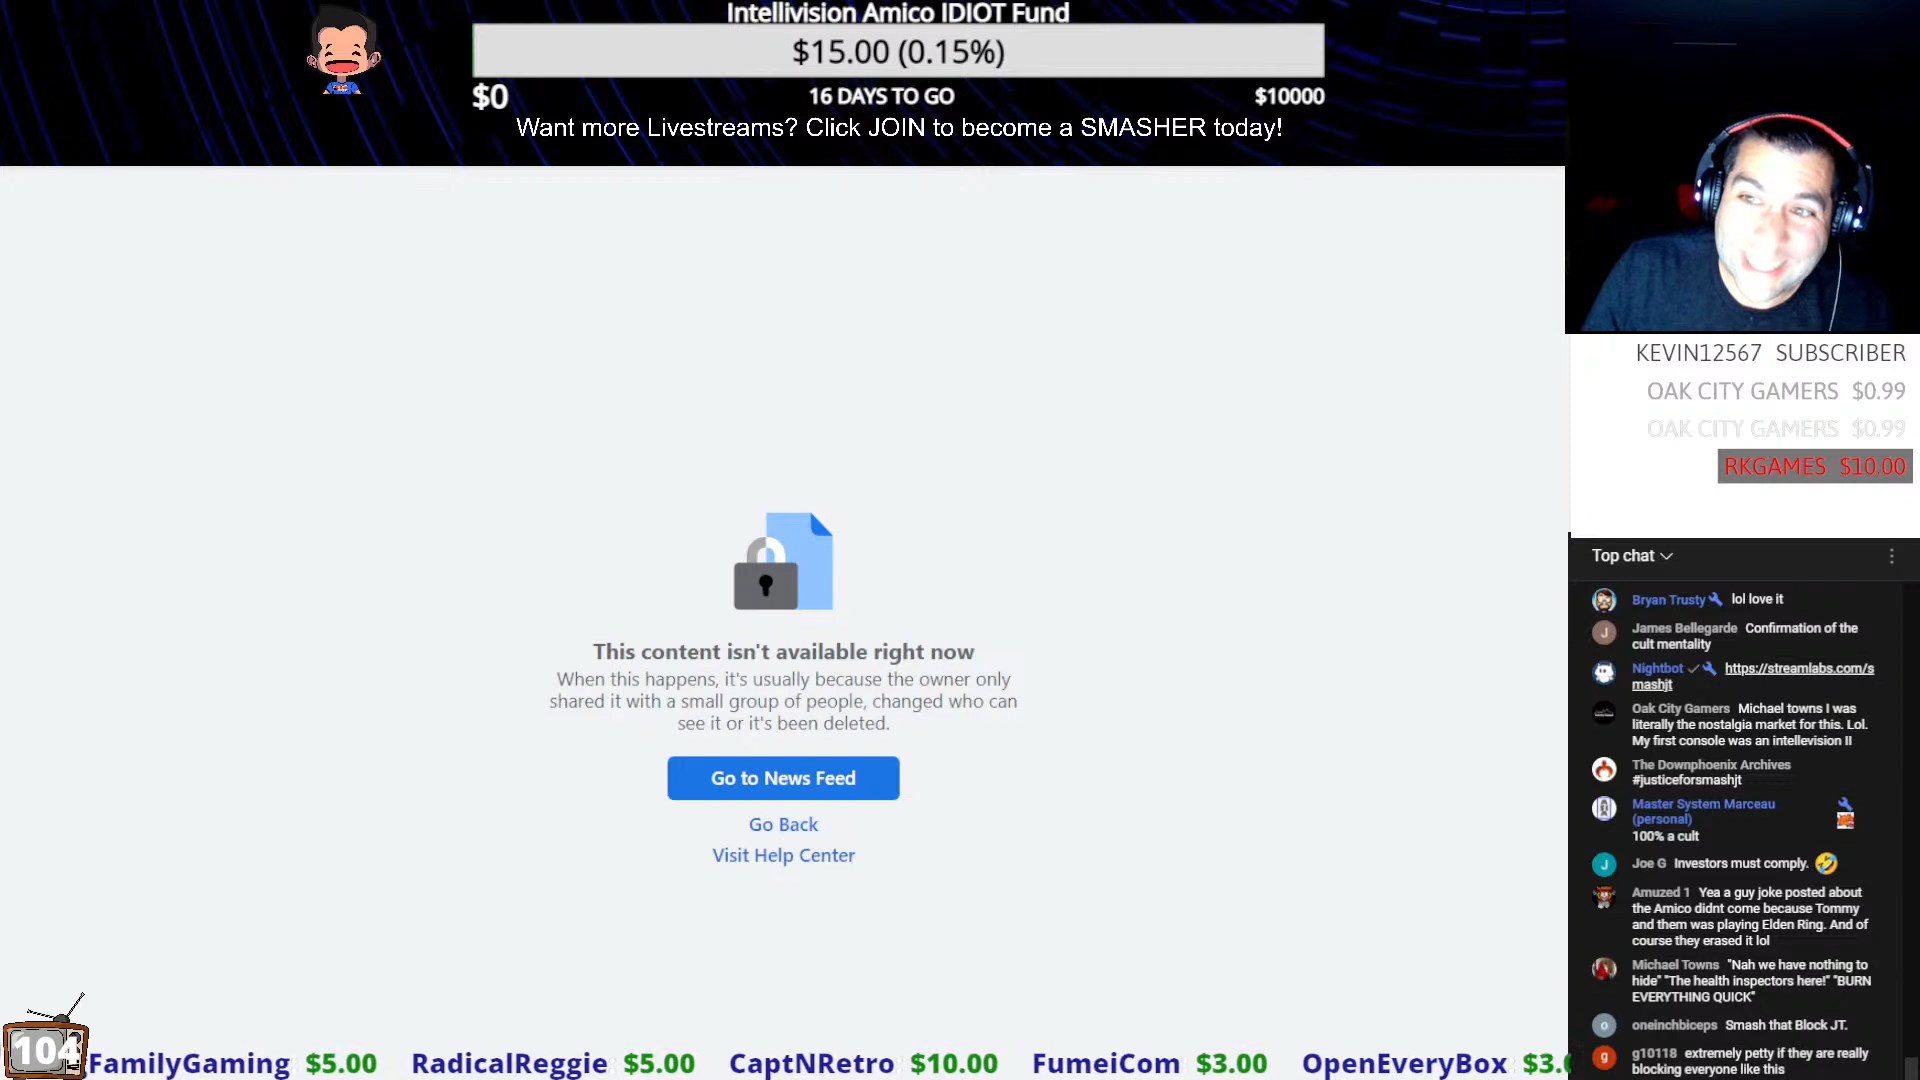 Intellivision Amico IDIOT Fund
$15.00 (0.15%)
$0
16 DAYS TO GO
$10000
Want more Livestreams? Click JOIN to become a SMASHER today!
KEVIN12567 SUBSCRIBER
OAK CITY GAMERS $0.99
OAK CITY GAMERS $0.99
RKGAMES $10.00
This content isn't available right now
When this happens, it's usually because the owner only
shared it with a small group of people, changed who can
see it or it's been deleted.
Go to News Feed
Go Back
Visit Help Center
Top chat
Bryan Trusty lol love it
J
James Bellegarde Confirmation of the
cult mentality
Nightbot https://streamlabs.com/s
mashjt
Oak City Gamers Michael towns I was
literally the nostalgia market for this. Lol.
My first console was an intellevision II
The Downphoenix Archives
#justiceforsmashjt
Master System Marceau
(personal)
100% a cult
J
Joe G Investors must comply. 🤣
Amuzed 1 Yea a guy joke posted about
the Amico didnt come because Tommy
and them was playing Elden Ring. And of
course they erased it lol
Michael Towns "Nah we have nothing to
hide" "The health inspectors here!" "BURN
EVERYTHING QUICK"
o
oneinchbiceps Smash that Block JT.
g
g10118 extremely petty if they are really
blocking everyone like this
104
FamilyGaming $5.00 RadicalReggie $5.00 CaptNRetro $10.00 FumeiCom $3.00 OpenEveryBox $3.0